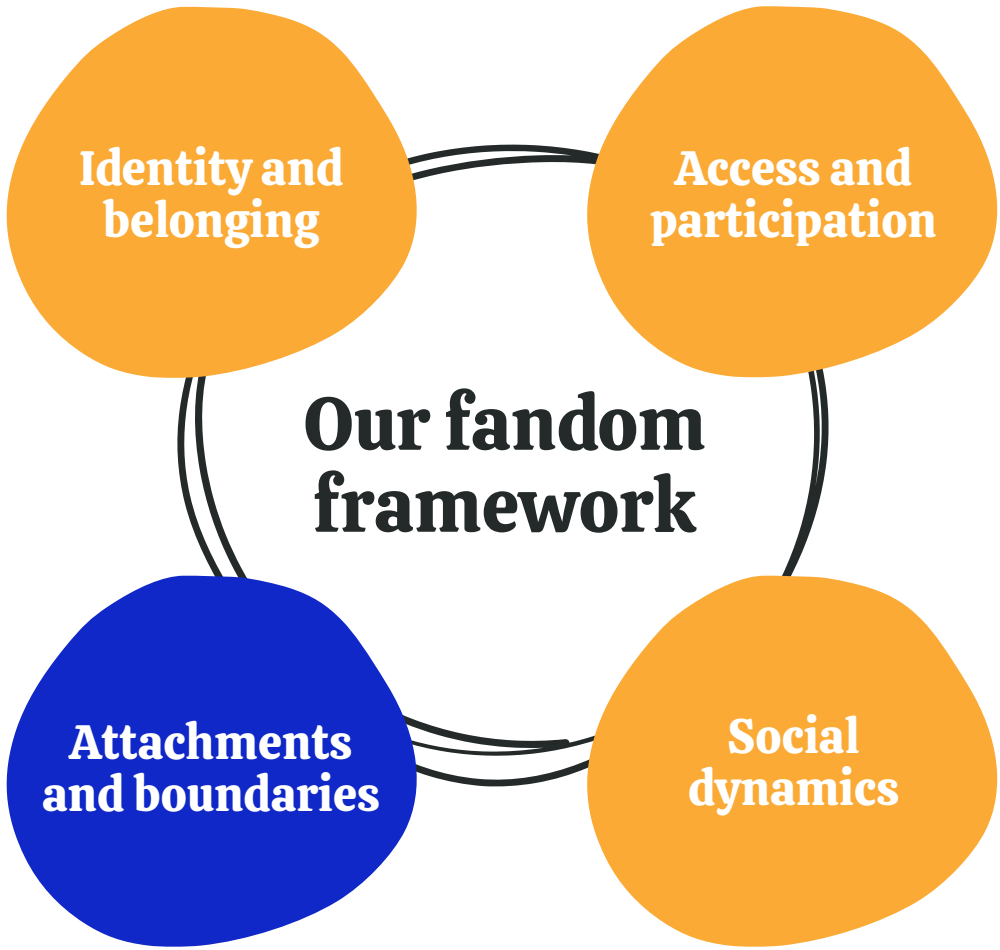 Identity and
belonging
Access and
participation
Our fandom
framework
Attachments
and boundaries
Social
dynamics